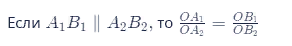 Если $A_1B_1 \parallel A_2B_2$, то $\frac{OA_1}{OA_2} = \frac{OB_1}{OB_2}$